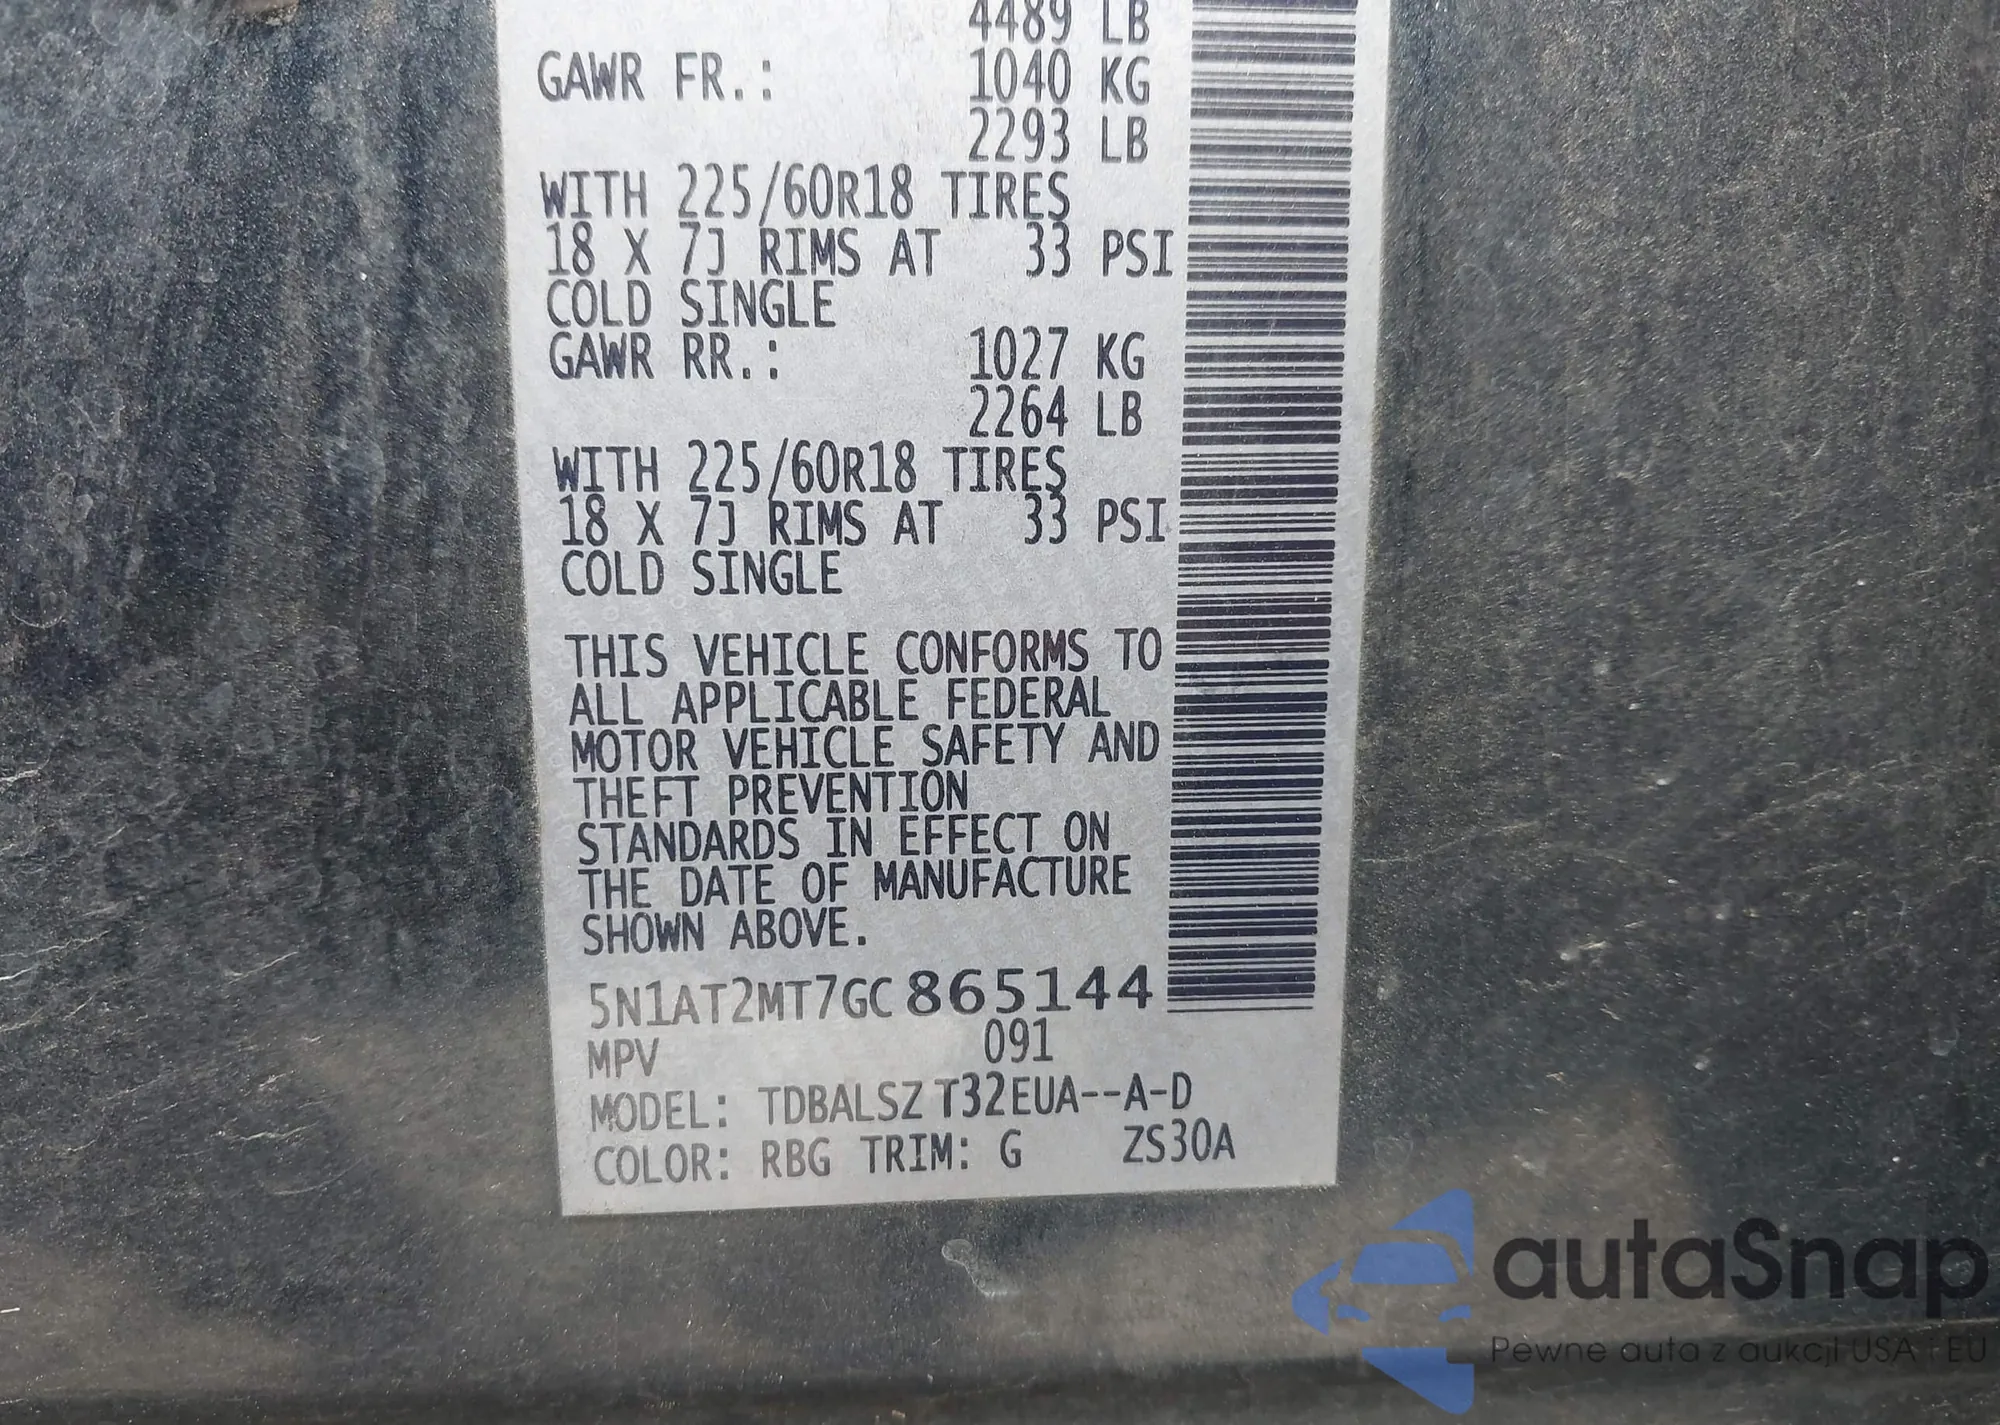 4489 LB
GAWR FR.: 1040 KG
2293 LB
WITH 225/60R18 TIRES
18 X 7J RIMS AT 33 PSI
COLD SINGLE
GAWR RR.: 1027 KG
2264 LB
WITH 225/60R18 TIRES
18 X 7J RIMS AT 33 PSI
COLD SINGLE
THIS VEHICLE CONFORMS TO
ALL APPLICABLE FEDERAL
MOTOR VEHICLE SAFETY AND
THEFT PREVENTION
STANDARDS IN EFFECT ON
THE DATE OF MANUFACTURE
SHOWN ABOVE.
5N1AT2MT7GC865144
MPV 091
MODEL: TDBALSZ T32EUA--A-D
COLOR: RBG TRIM: G ZS30A
autaSnap
Pewne auta z aukcji USA i EU